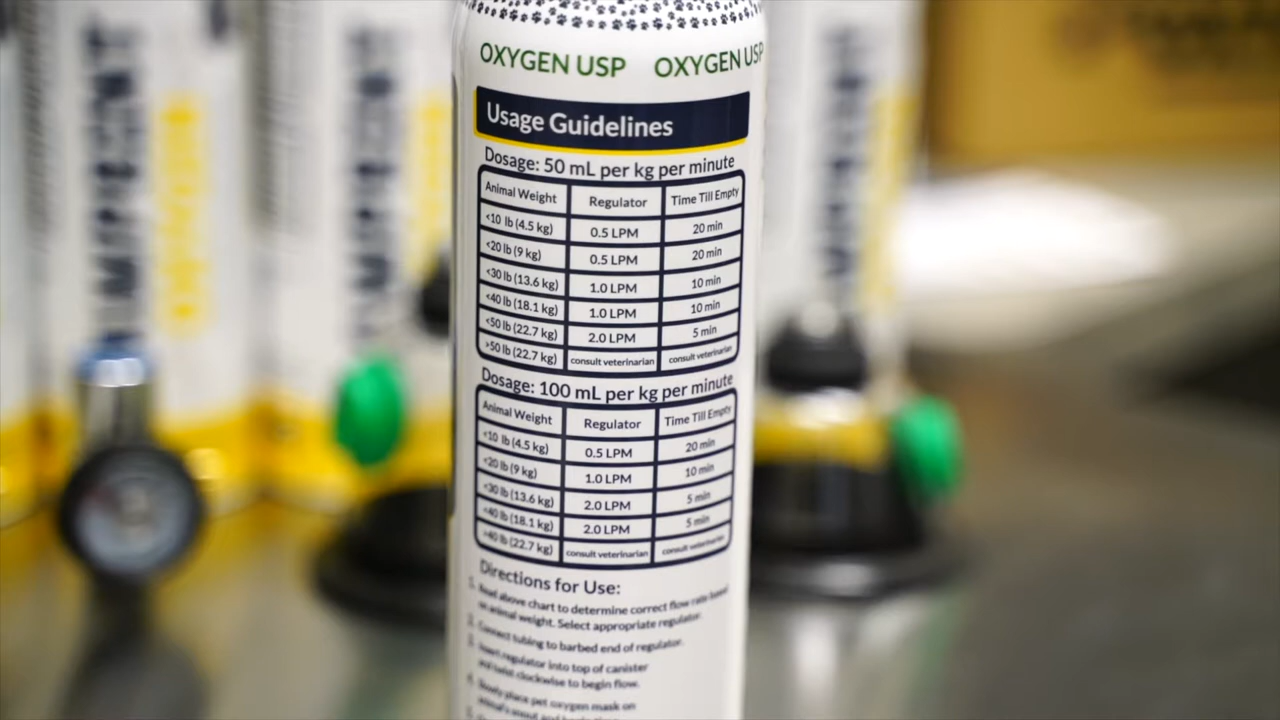 OXYGEN USP OXYGEN USP
Usage Guidelines
Dosage: 50 mL per kg per minute
Animal Weight Regulator Time Till Empty
<10 lb (4.5 kg) 0.5 LPM 20 min
<20 lb (9 kg) 0.5 LPM 20 min
<30 lb (13.6 kg) 1.0 LPM 10 min
<40 lb (18.1 kg) 1.0 LPM 10 min
<50 lb (22.7 kg) 2.0 LPM 5 min
>50 lb (22.7 kg) consult veterinarian consult veterinarian
Dosage: 100 mL per kg per minute
Animal Weight Regulator Time Till Empty
<10 lb (4.5 kg) 0.5 LPM 20 min
<20 lb (9 kg) 1.0 LPM 10 min
<30 lb (13.6 kg) 2.0 LPM 5 min
<40 lb (18.1 kg) 2.0 LPM 5 min
>40 lb (22.7 kg) consult veterinarian consult veterinarian
Directions for Use:
1. Read above chart to determine correct flow rate based
on animal weight. Select appropriate regulator.
2. Connect tubing to barbed end of regulator.
3. Insert regulator into top of canister
and twist clockwise to begin flow.
4. Slowly place pet oxygen mask on
animal's snout and